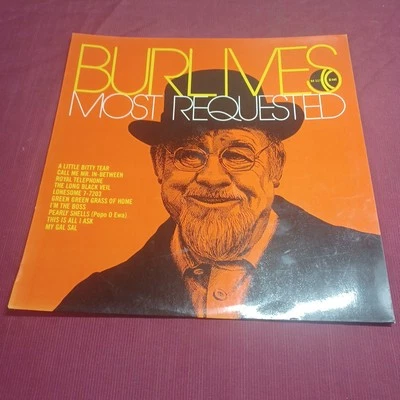 BURL IVES
MOST REQUESTED
A LITTLE BITTY TEAR
CALL ME MR. IN-BETWEEN
ROYAL TELEPHONE
THE LONG BLACK VEIL
LONESOME 7-7203
GREEN GREEN GRASS OF HOME
I'M THE BOSS
PEARLY SHELLS (Pupu O Ewa)
THIS IS ALL I ASK
MY GAL SAL